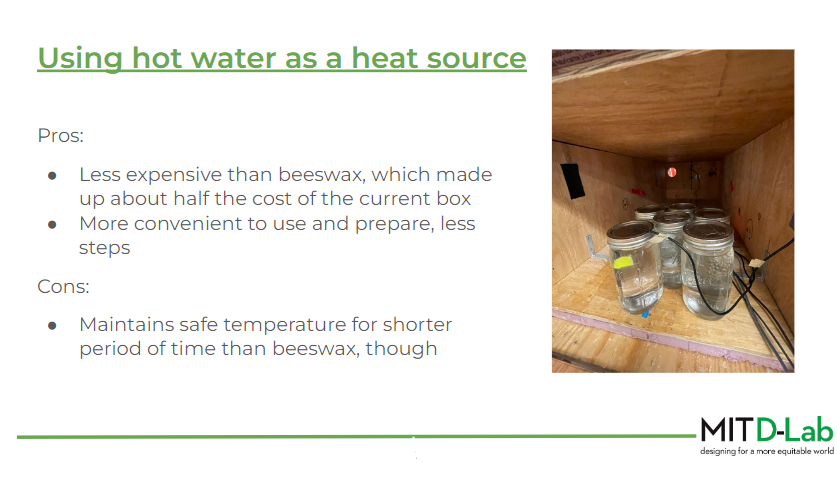 Using hot water as a heat source
Pros:
● Less expensive than beeswax, which made
up about half the cost of the current box
● More convenient to use and prepare, less
steps
Cons:
● Maintains safe temperature for shorter
period of time than beeswax, though
MIT D-Lab
designing for a more equitable world